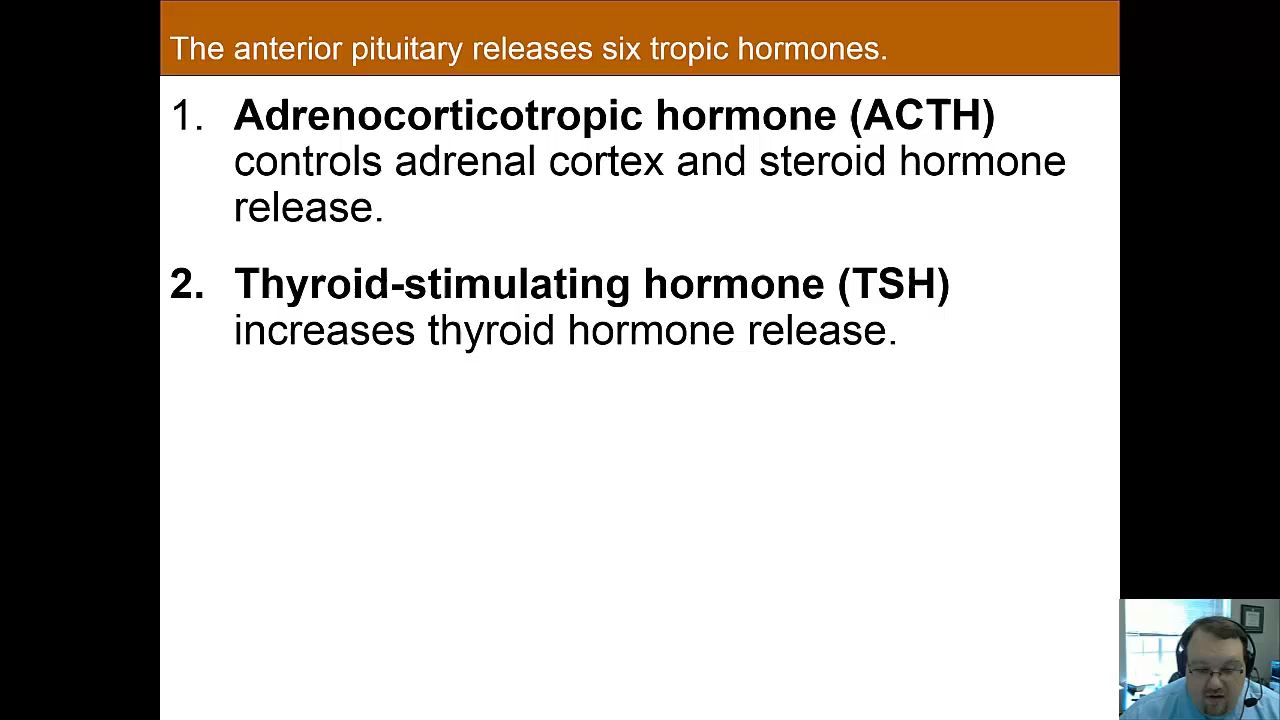 The anterior pituitary releases six tropic hormones.
1. Adrenocorticotropic hormone (ACTH)
controls adrenal cortex and steroid hormone
release.
2. Thyroid-stimulating hormone (TSH)
increases thyroid hormone release.